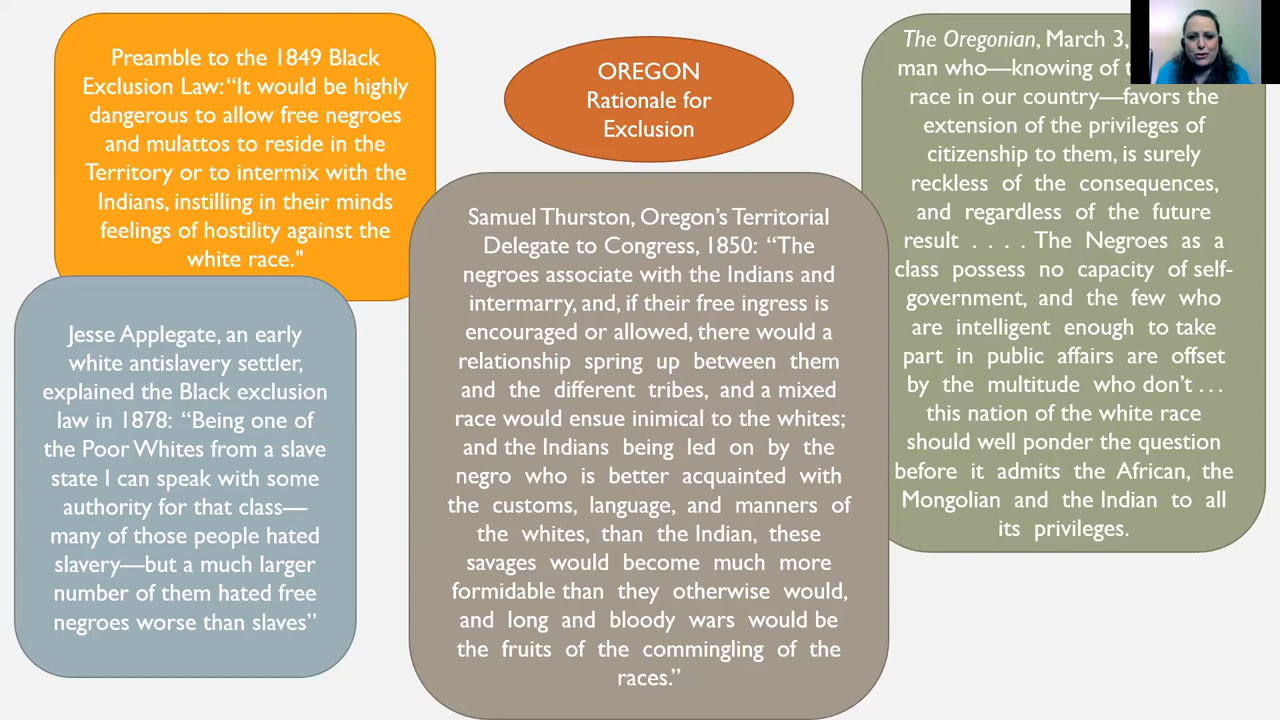 Preamble to the 1849 Black
Exclusion Law:“It would be highly
dangerous to allow free negroes
and mulattos to reside in the
Territory or to intermix with the
Indians, instilling in their minds
feelings of hostility against the
white race."
OREGON
Rationale for
Exclusion
The Oregonian, March 3,
man who—knowing of
race in our country—favors the
extension of the privileges of
citizenship to them, is surely
reckless of the consequences,
and regardless of the future
result . . . . The Negroes as a
class possess no capacity of self-
government, and the few who
are intelligent enough to take
part in public affairs are offset
by the multitude who don’t . . .
this nation of the white race
should well ponder the question
before it admits the African, the
Mongolian and the Indian to all
its privileges.
Jesse Applegate, an early
white antislavery settler,
explained the Black exclusion
law in 1878: “Being one of
the Poor Whites from a slave
state I can speak with some
authority for that class—
many of those people hated
slavery—but a much larger
number of them hated free
negroes worse than slaves”
Samuel Thurston, Oregon’s Territorial
Delegate to Congress, 1850: “The
negroes associate with the Indians and
intermarry, and, if their free ingress is
encouraged or allowed, there would a
relationship spring up between them
and the different tribes, and a mixed
race would ensue inimical to the whites;
and the Indians being led on by the
negro who is better acquainted with
the customs, language, and manners of
the whites, than the Indian, these
savages would become much more
formidable than they otherwise would,
and long and bloody wars would be
the fruits of the commingling of the
races.”